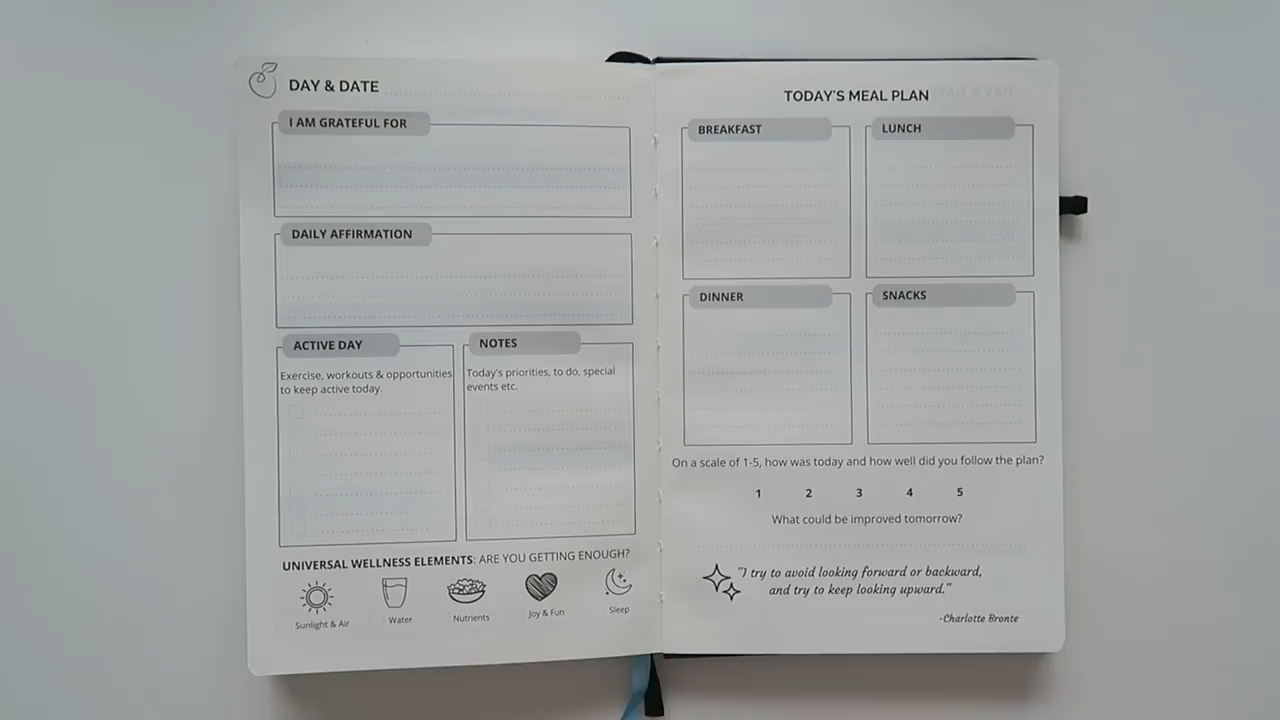 DAY & DATE
I AM GRATEFUL FOR
DAILY AFFIRMATION
ACTIVE DAY
Exercise, workouts & opportunities
to keep active today.
NOTES
Today's priorities, to do, special
events etc.
UNIVERSAL WELLNESS ELEMENTS: ARE YOU GETTING ENOUGH?
Sunlight & Air
Water
Nutrients
Joy & Fun
Sleep
TODAY'S MEAL PLAN
BREAKFAST
LUNCH
DINNER
SNACKS
On a scale of 1-5, how was today and how well did you follow the plan?
1 2 3 4 5
What could be improved tomorrow?
"I try to avoid looking forward or backward,
and try to keep looking upward."
-Charlotte Bronte